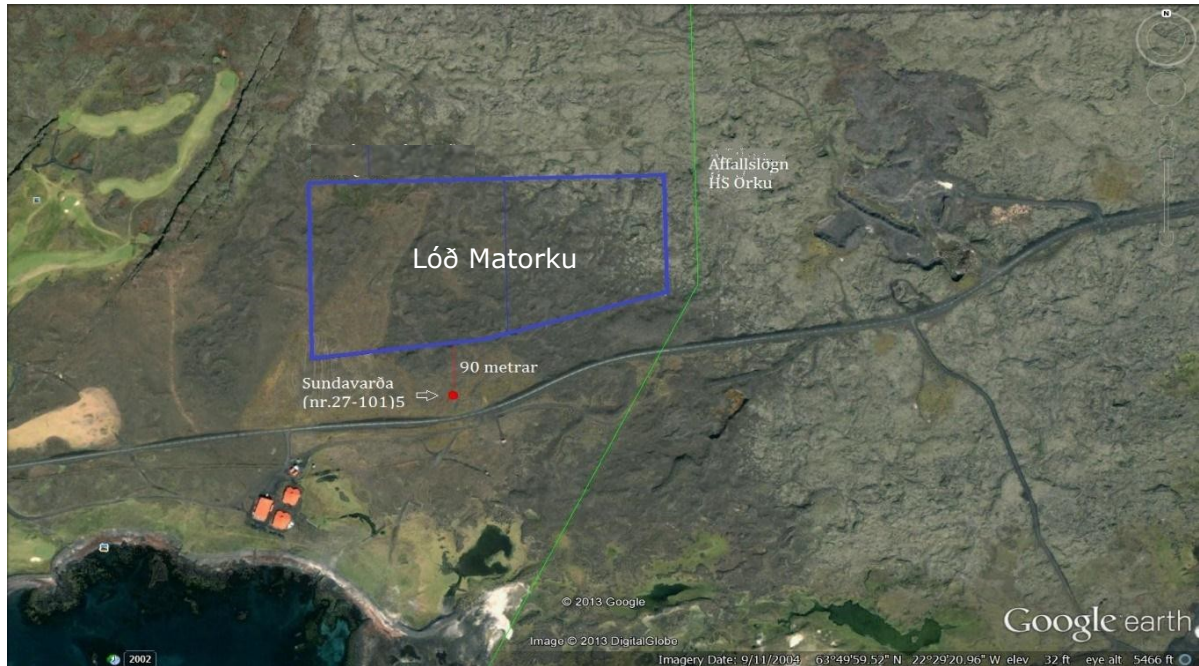 N
Affallslögn
HS Orku
Lóð Matorku
90 metrar
Sundavarða
(nr.27-101)5
© 2013 Google
Image © 2013 DigitalGlobe
Google earth
2002
Imagery Date: 9/11/2004 63°49'59.52" N 22°29'20.96" W elev 32 ft eye alt 5466 ft